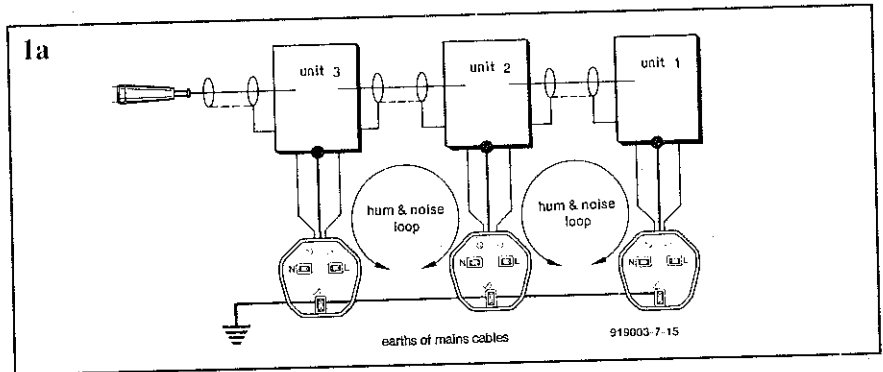 1a
unit 3
unit 2
unit 1
hum & noise
loop
hum & noise
loop
N L
N L
N L
earths of mains cables
919003-7-15